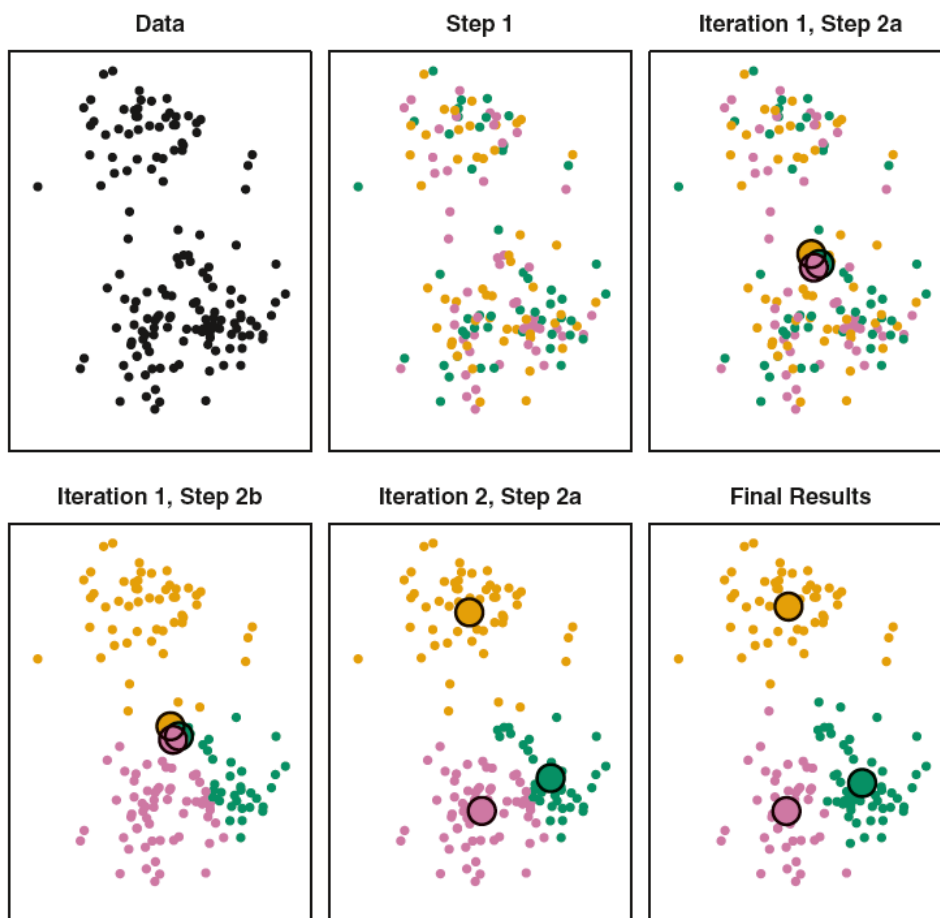 Data
Step 1
Iteration 1, Step 2a
Iteration 1, Step 2b
Iteration 2, Step 2a
Final Results